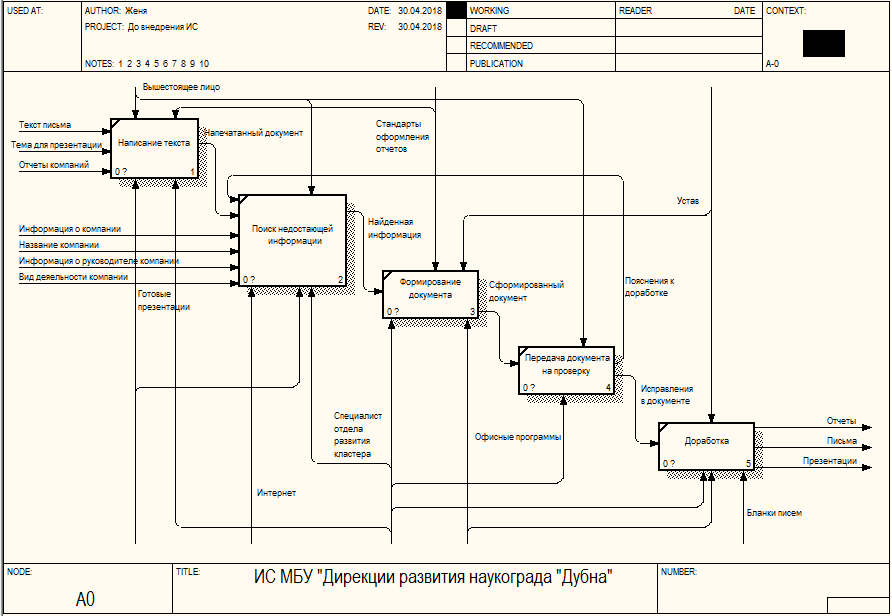 USED AT:
AUTHOR: Женя
DATE: 30.04.2018
PROJECT: До внедрения ИС
REV: 30.04.2018
NOTES: 1 2 3 4 5 6 7 8 9 10
WORKING
DRAFT
RECOMMENDED
PUBLICATION
READER
DATE
CONTEXT:
A-0
Вышестоящее лицо
Текст письма
Тема для презентации
Отчеты компаний
Написание текста
0 ?
1
Напечатанный документ
Стандарты
оформления
отчетов
Устав
Информация о компании
Название компании
Информация о руководителе компании
Вид деяельности компании
Поиск недостающей
информации
0 ?
2
Найденная
информация
Готовые
презентации
Формирование
документа
0 ?
3
Сформированный
документ
Пояснения к
доработке
Передача документа
на проверку
0 ?
4
Исправления
в документе
Специалист
отдела
развития
кластера
Офисные программы
Доработка
0 ?
5
Отчеты
Письма
Презентации
Интернет
Бланки писем
NODE:
A0
TITLE:
ИС МБУ "Дирекции развития наукограда "Дубна"
NUMBER: